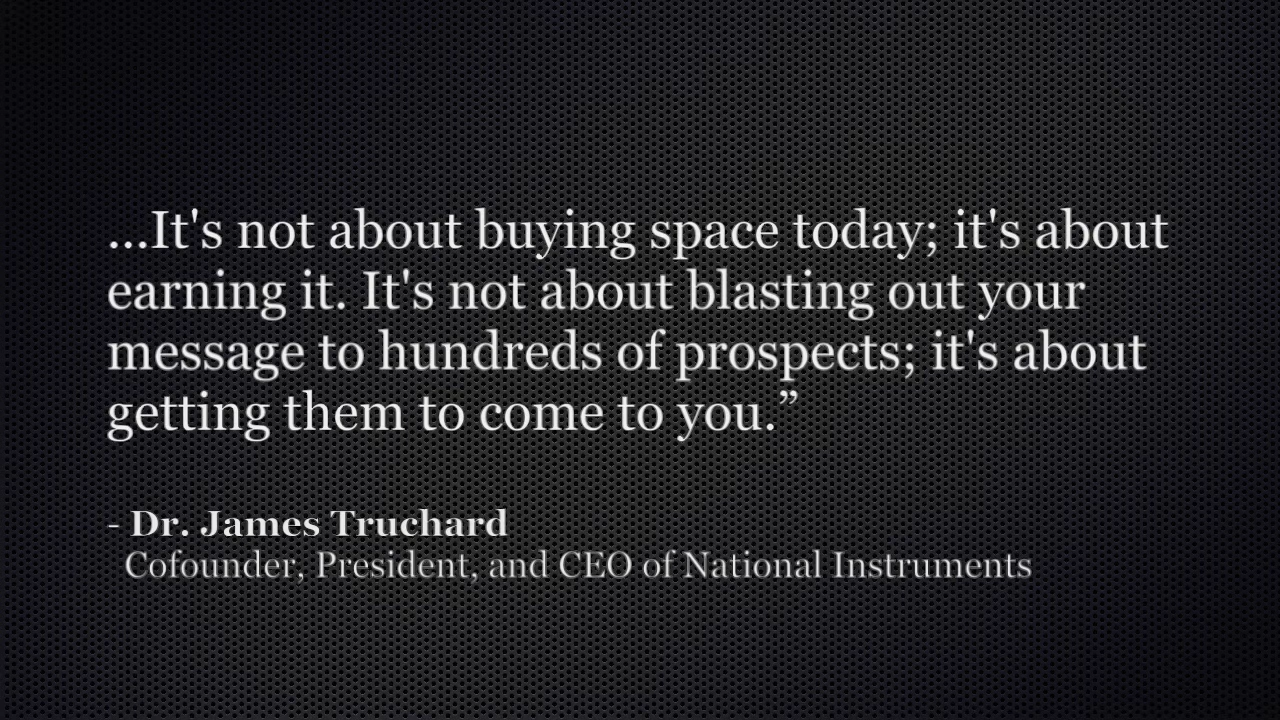 ...It's not about buying space today; it's about
earning it. It's not about blasting out your
message to hundreds of prospects; it's about
getting them to come to you.”
- Dr. James Truchard
Cofounder, President, and CEO of National Instruments